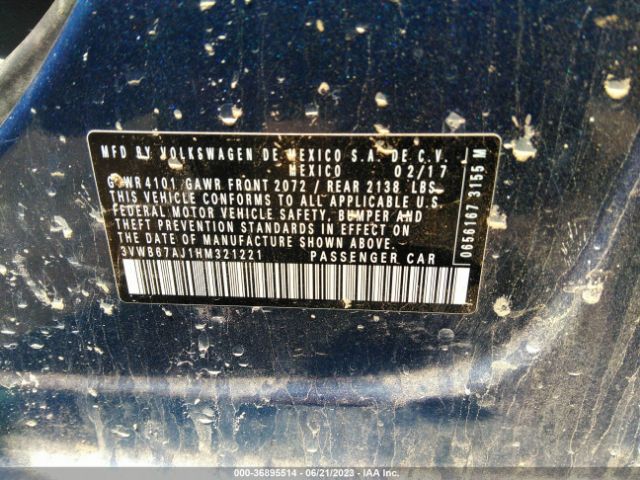 MFD BY VOLKSWAGEN DE MEXICO S.A. DE C.V.
MEXICO 02/17
GVWR 4101 / GAWR FRONT 2072 / REAR 2138 LBS
THIS VEHICLE CONFORMS TO ALL APPLICABLE U.S.
FEDERAL MOTOR VEHICLE SAFETY, BUMPER AND
THEFT PREVENTION STANDARDS IN EFFECT ON
THE DATE OF MANUFACTURE SHOWN ABOVE.
3VWB67AJ1HM321221 PASSENGER CAR
0656167 3155 M
000-36895514 - 06/21/2023 - IAA Inc.